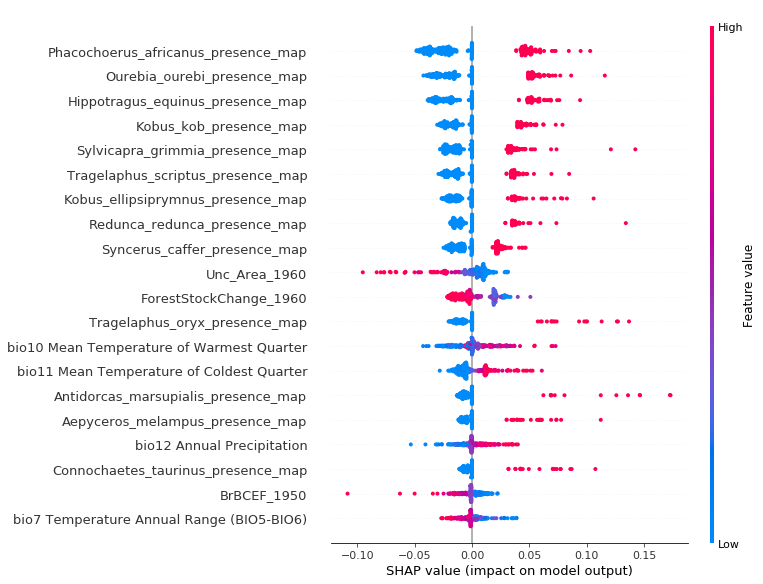 High
Phacochoerus_africanus_presence_map
Ourebia_ourebi_presence_map
Hippotragus_equinus_presence_map
Kobus_kob_presence_map
Sylvicapra_grimmia_presence_map
Tragelaphus_scriptus_presence_map
Kobus_ellipsiprymnus_presence_map
Redunca_redunca_presence_map
Syncerus_caffer_presence_map
Unc_Area_1960
ForestStockChange_1960
Tragelaphus_oryx_presence_map
bio10 Mean Temperature of Warmest Quarter
bio11 Mean Temperature of Coldest Quarter
Antidorcas_marsupialis_presence_map
Aepyceros_melampus_presence_map
bio12 Annual Precipitation
Connochaetes_taurinus_presence_map
BrBCEF_1950
bio7 Temperature Annual Range (BIO5-BIO6)
Feature value
Low
−0.10 −0.05 0.00 0.05 0.10 0.15
SHAP value (impact on model output)